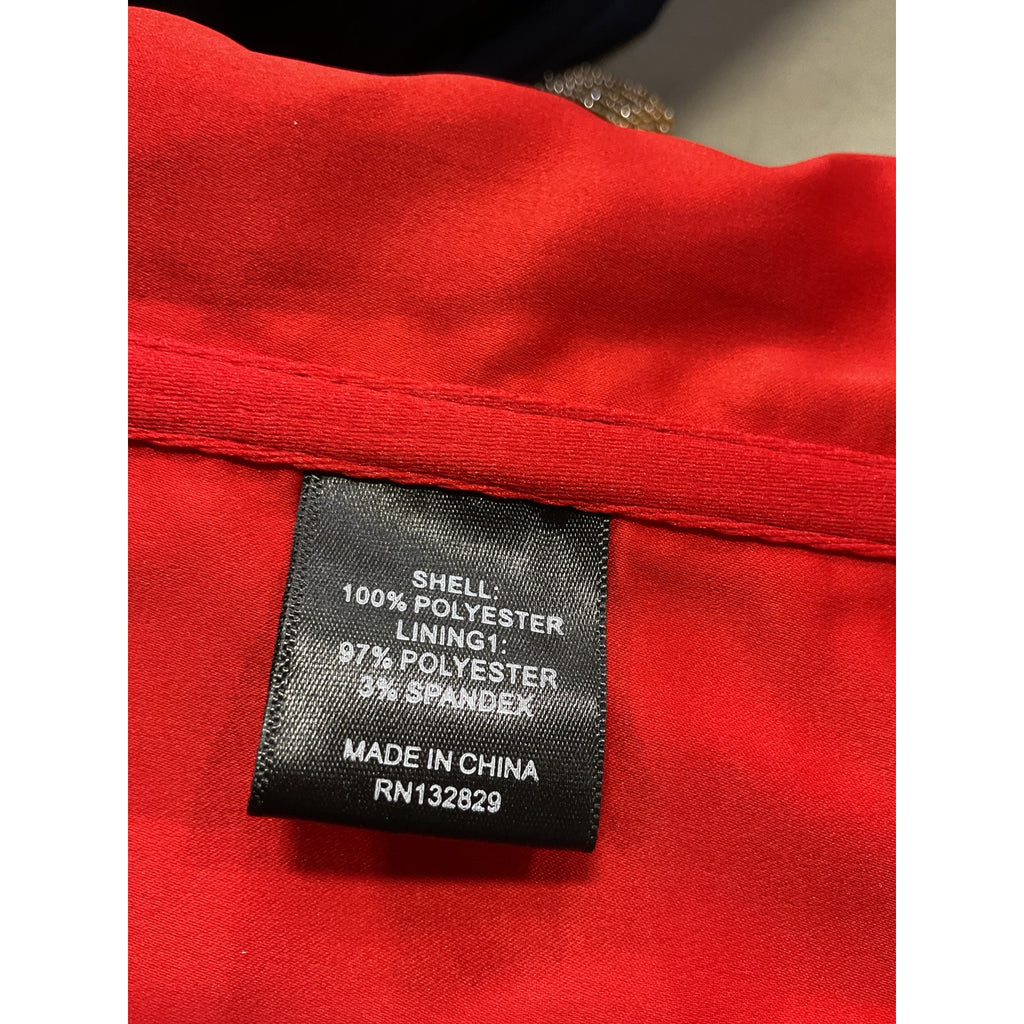 SHELL:
100% POLYESTER
LINING1:
97% POLYESTER
3% SPANDEX
MADE IN CHINA
RN132829